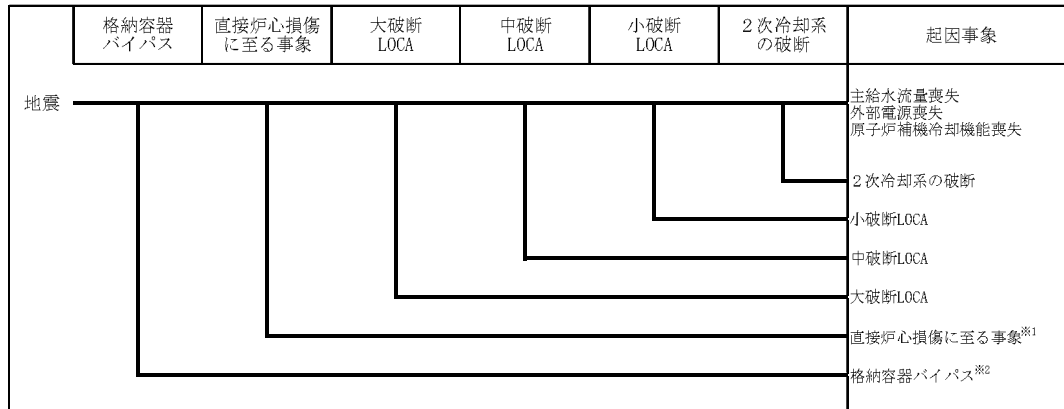 格納容器
バイパス
直接炉心損傷
に至る事象
大破断
LOCA
中破断
LOCA
小破断
LOCA
２次冷却系
の破断
起因事象
地震
主給水流量喪失
外部電源喪失
原子炉補機冷却機能喪失
２次冷却系の破断
小破断LOCA
中破断LOCA
大破断LOCA
直接炉心損傷に至る事象※1
格納容器バイパス※2